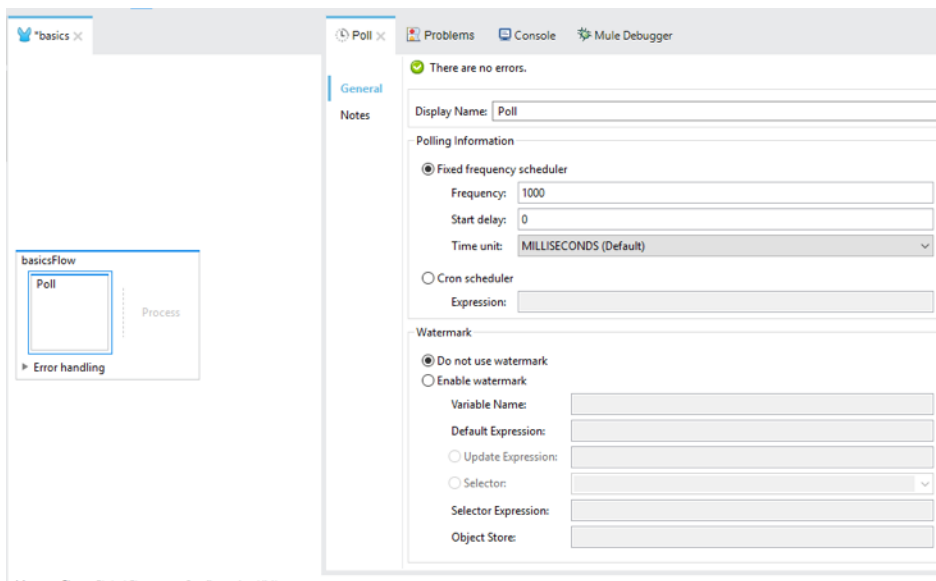 *basics
basicsFlow
Poll
Process
Error handling
Poll Problems Console Mule Debugger
There are no errors.
General
Notes
Display Name: Poll
Polling Information
Fixed frequency scheduler
Frequency: 1000
Start delay: 0
Time unit: MILLISECONDS (Default)
Cron scheduler
Expression:
Watermark
Do not use watermark
Enable watermark
Variable Name:
Default Expression:
Update Expression:
Selector:
Selector Expression:
Object Store: